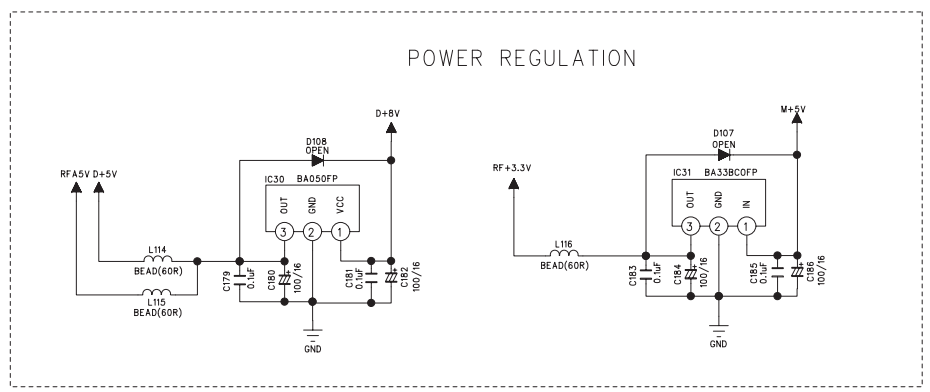 POWER REGULATION
D+8V
D108
OPEN
RFA5V D+5V
IC30 BA050FP
OUT
GND
VCC
3
2
1
L114
BEAD(60R)
L115
BEAD(60R)
C179
0.1uF
C180
100/16
C181
0.1uF
C182
100/16
GND
M+5V
D107
OPEN
RF+3.3V
IC31 BA33BC0FP
OUT
GND
IN
3
2
1
L116
BEAD(60R)
C183
0.1uF
C184
100/16
C185
0.1uF
C186
100/16
GND